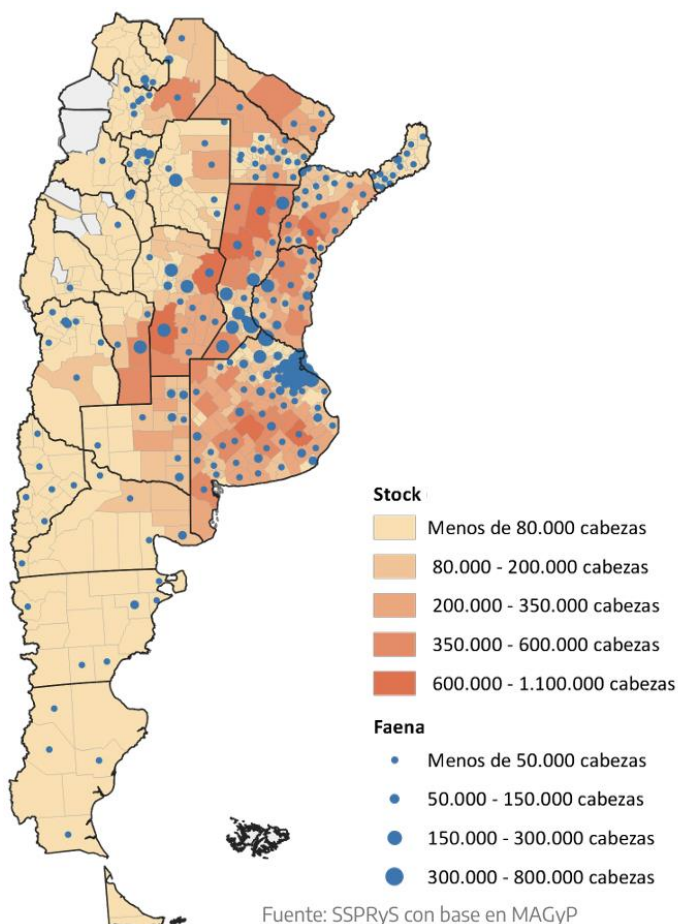 Stock
Menos de 80.000 cabezas
80.000 - 200.000 cabezas
200.000 - 350.000 cabezas
350.000 - 600.000 cabezas
600.000 - 1.100.000 cabezas
Faena
Menos de 50.000 cabezas
50.000 - 150.000 cabezas
150.000 - 300.000 cabezas
300.000 - 800.000 cabezas
Fuente: SSPRyS con base en MAGyP